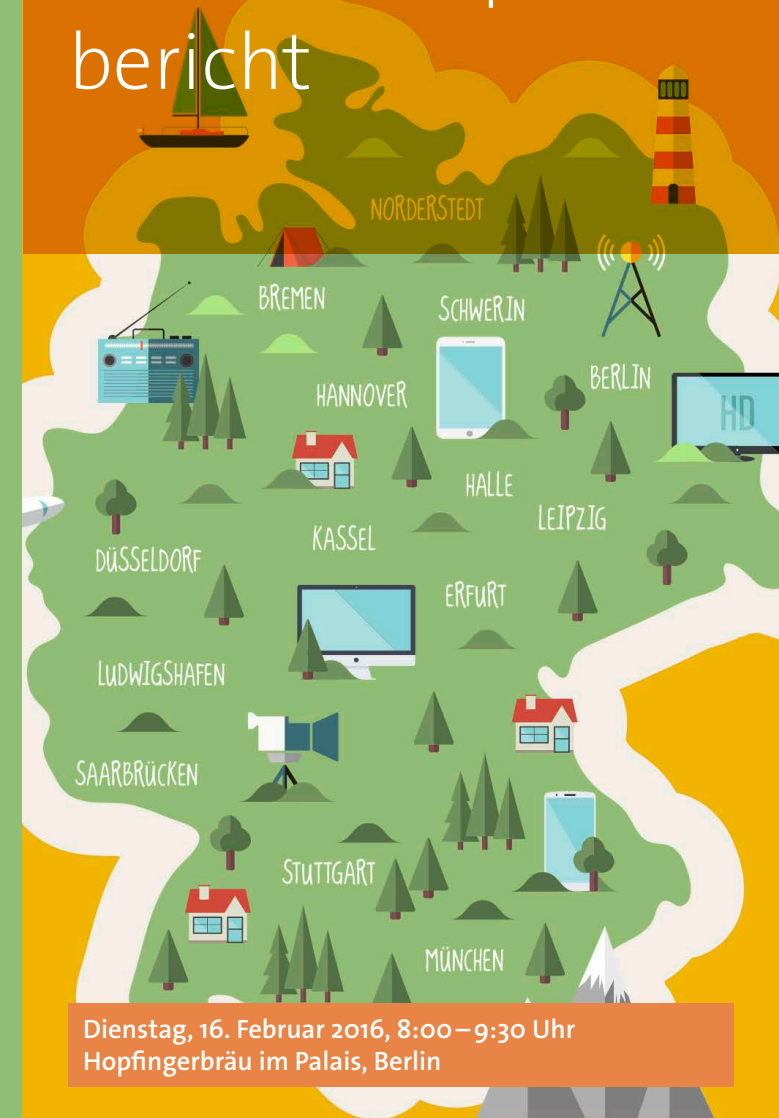 bericht
NORDERSTEDT
BREMEN
SCHWERIN
BERLIN
HANNOVER
HD
HALLE
LEIPZIG
KASSEL
DÜSSELDORF
ERFURT
LUDWIGSHAFEN
SAARBRÜCKEN
STUTTGART
MÜNCHEN
Dienstag, 16. Februar 2016, 8:00 – 9:30 Uhr
Hopfingerbräu im Palais, Berlin